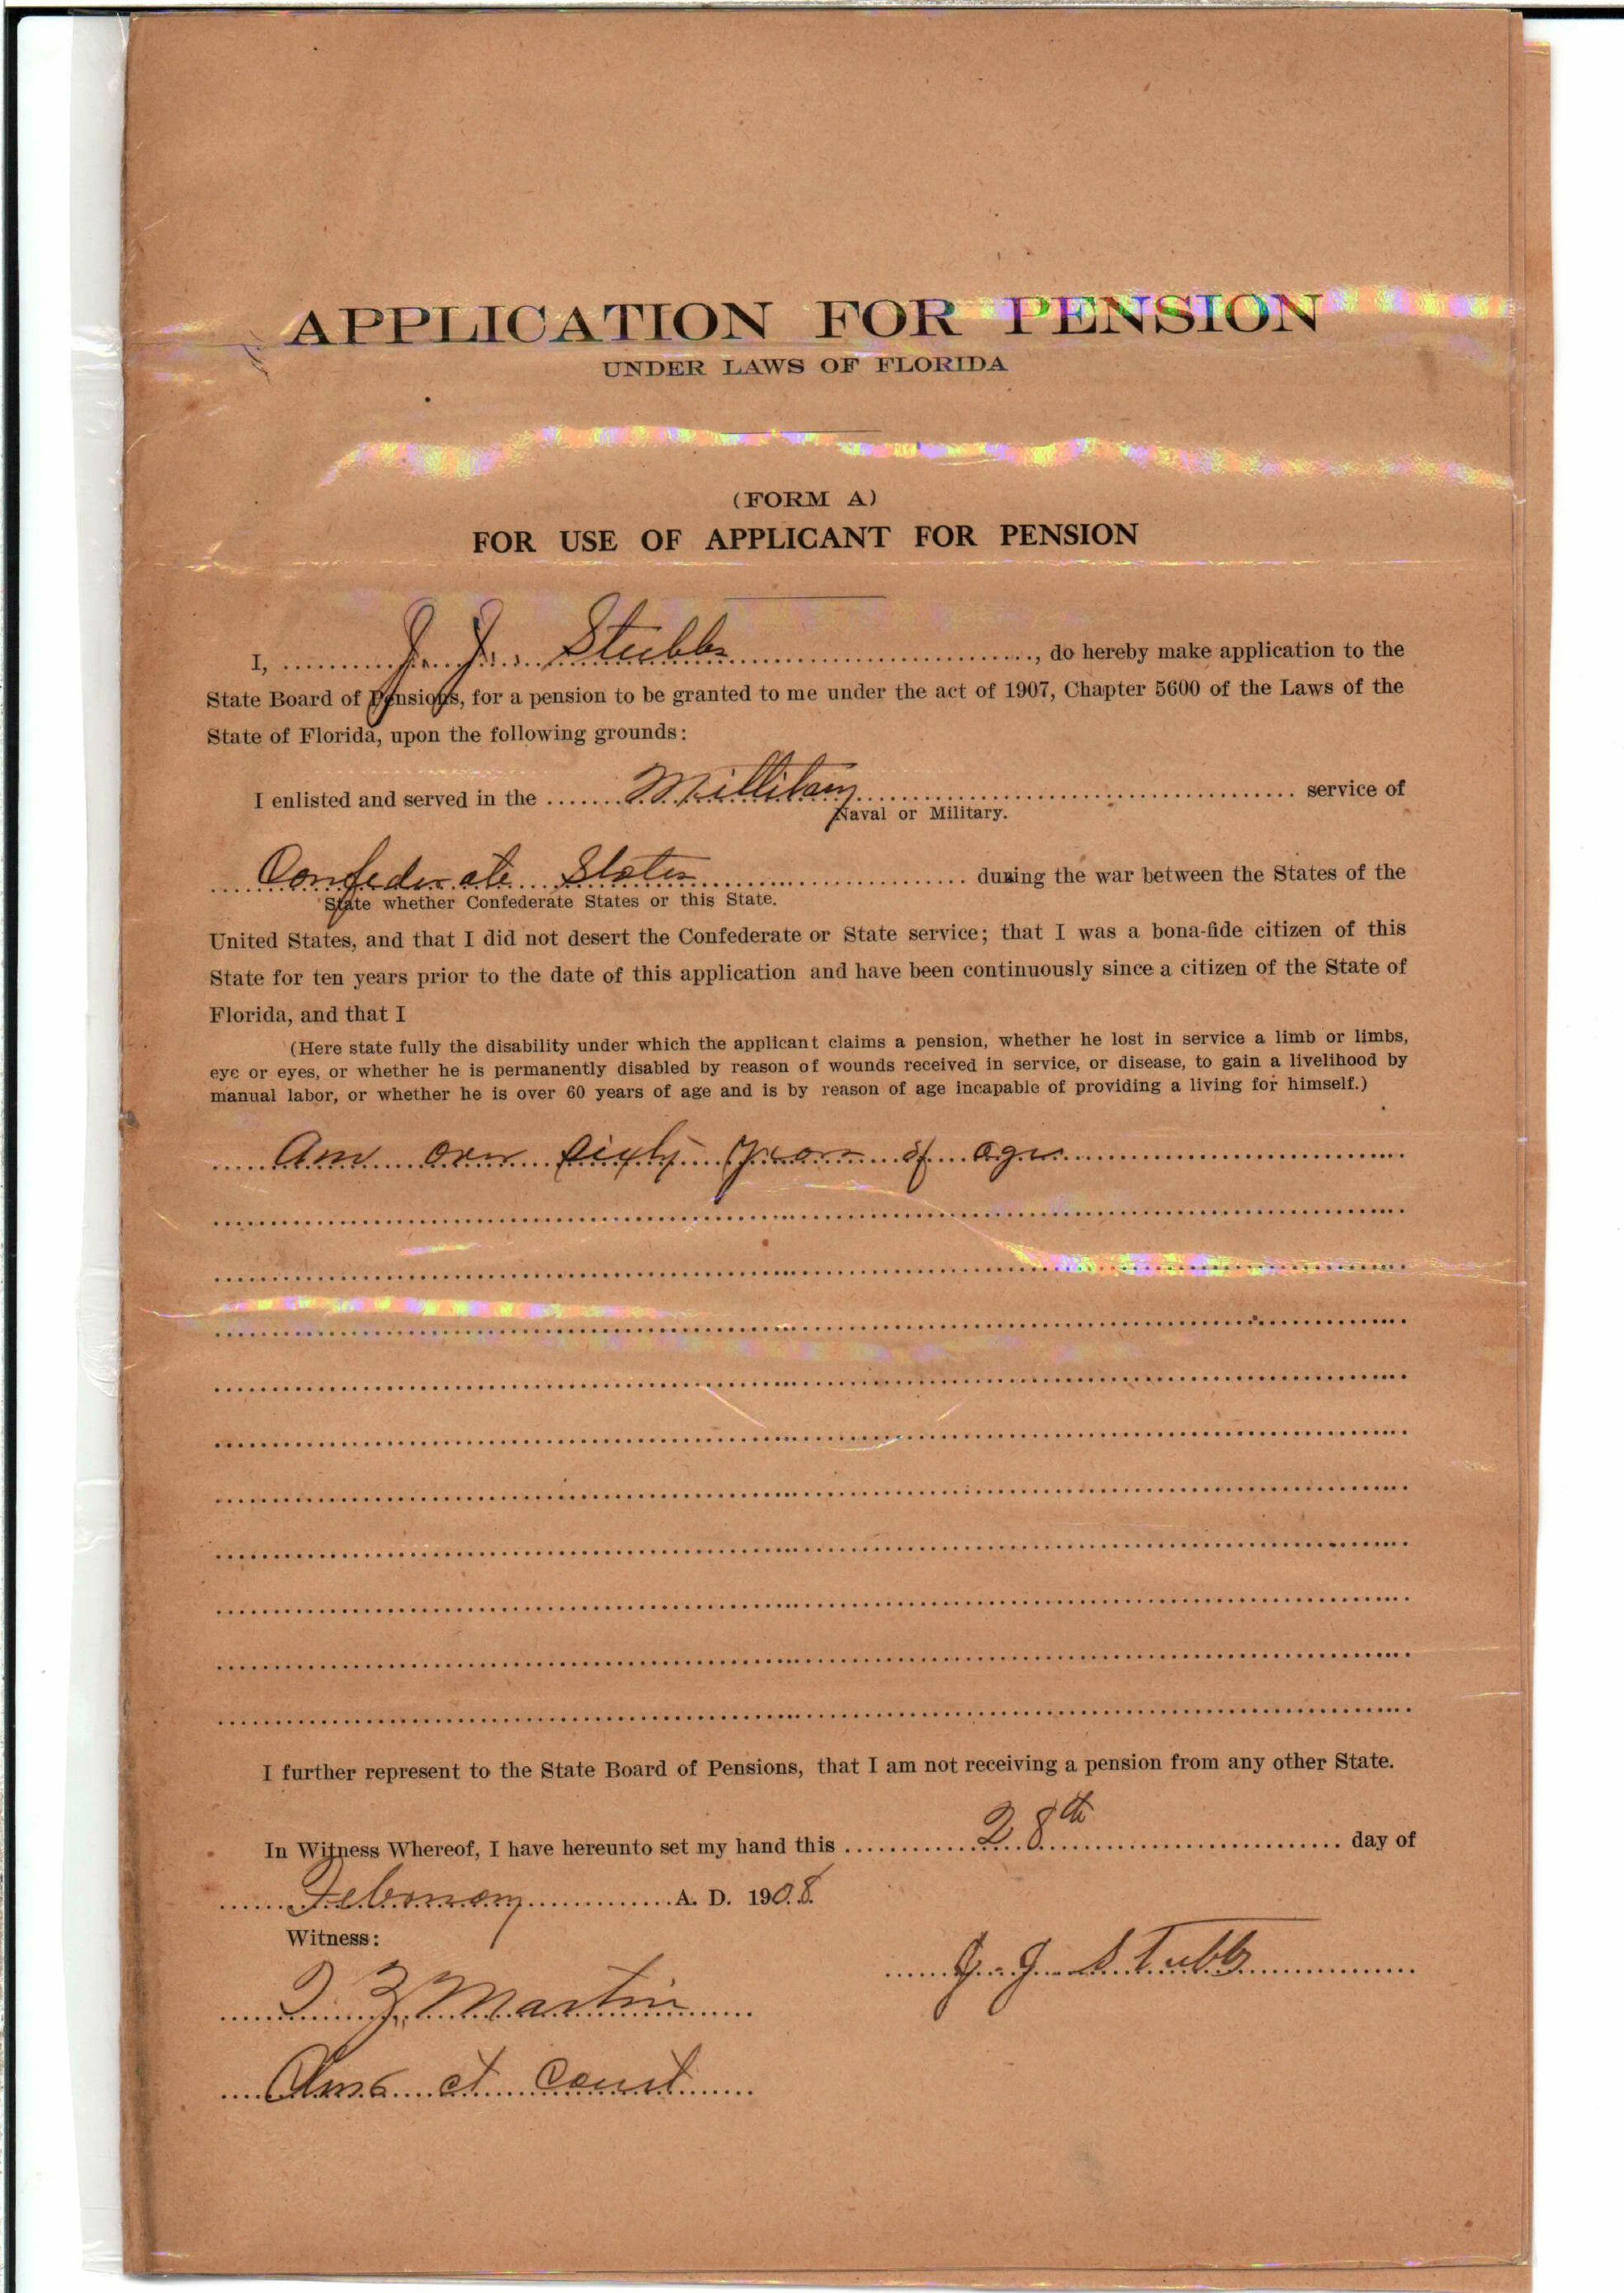 APPLICATION FOR PENSION
UNDER LAWS OF FLORIDA
(FORM A)
FOR USE OF APPLICANT FOR PENSION
I, J. J. Stubbs, do hereby make application to the
State Board of Pensions, for a pension to be granted to me under the act of 1907, Chapter 5600 of the Laws of the
State of Florida, upon the following grounds:
I enlisted and served in the Millitary service of
Naval or Military.
Confederate States during the war between the States of the
State whether Confederate States or this State.
United States, and that I did not desert the Confederate or State service; that I was a bona-fide citizen of this
State for ten years prior to the date of this application and have been continuously since a citizen of the State of
Florida, and that I
(Here state fully the disability under which the applicant claims a pension, whether he lost in service a limb or limbs,
eye or eyes, or whether he is permanently disabled by reason of wounds received in service, or disease, to gain a livelihood by
manual labor, or whether he is over 60 years of age and is by reason of age incapable of providing a living for himself.)
Am over sixty years of age
I further represent to the State Board of Pensions, that I am not receiving a pension from any other State.
In Witness Whereof, I have hereunto set my hand this 28th day of
February A. D. 1908
Witness:
J. J. Stubbs
Martin
ct Court